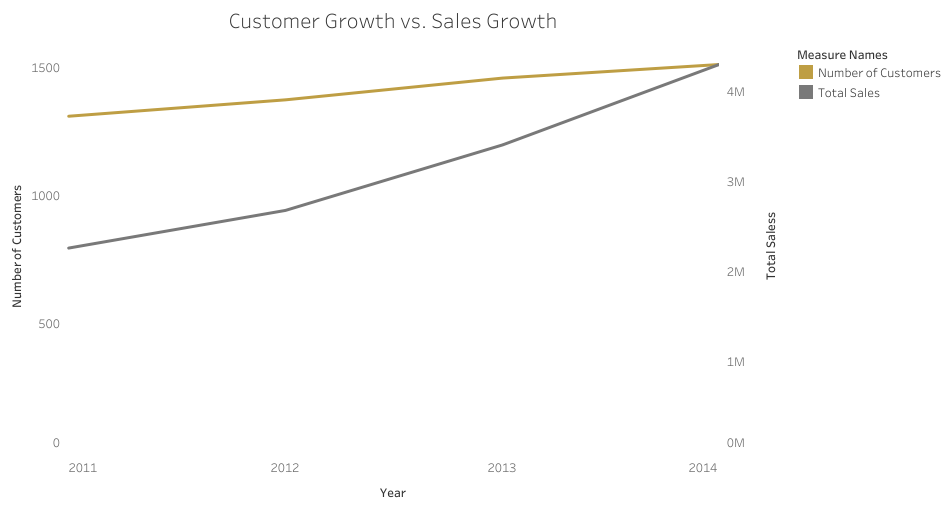 Customer Growth vs. Sales Growth
Measure Names
Number of Customers
Total Sales
Number of Customers
1500
1000
500
0
4M
3M
2M
1M
0M
Total Saless
2011
2012
2013
2014
Year